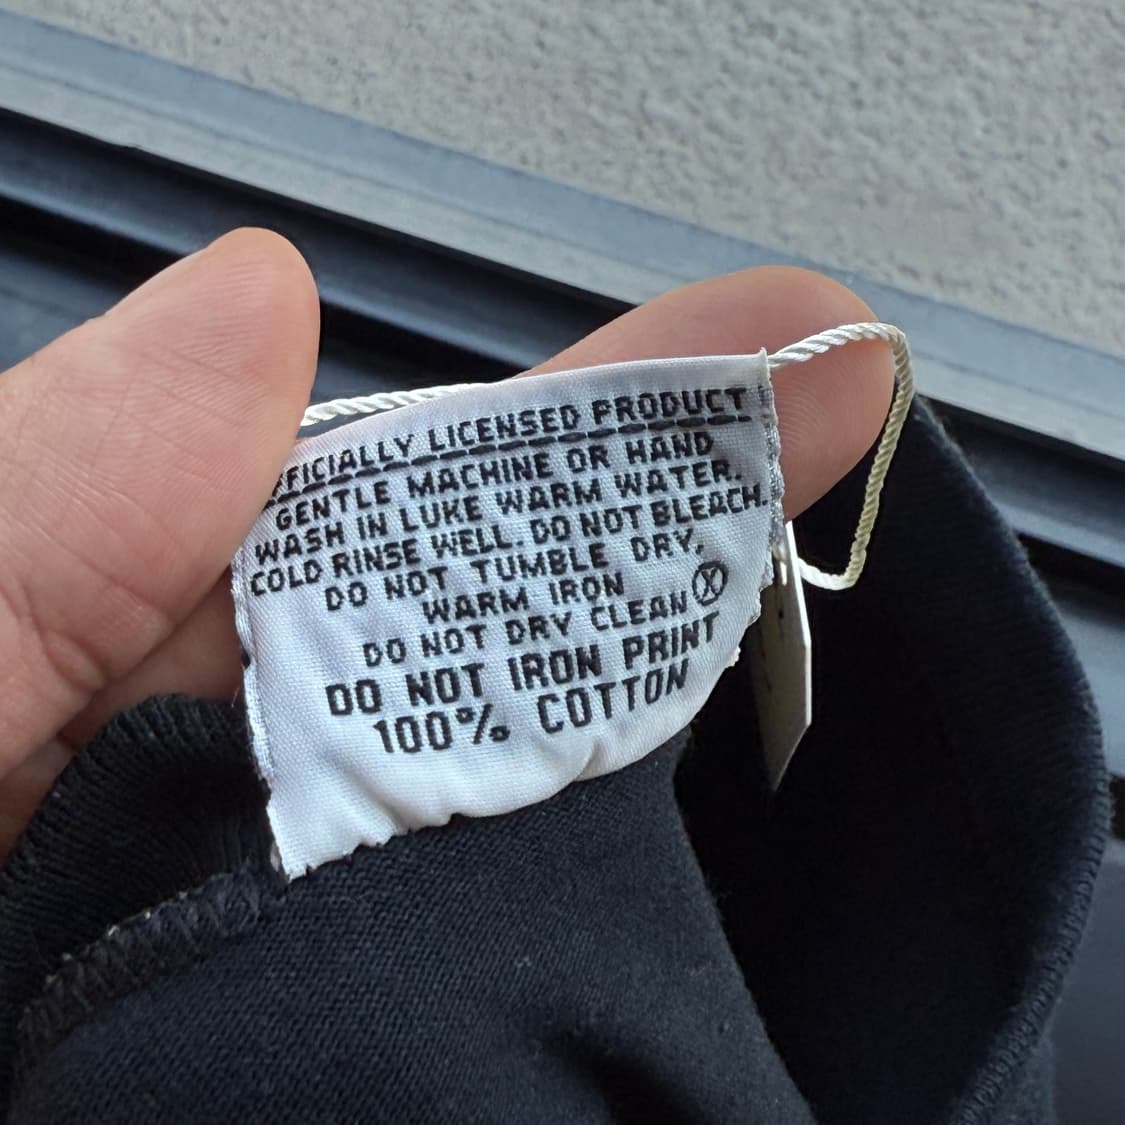 OFFICIALLY LICENSED PRODUCT
GENTLE MACHINE OR HAND
WASH IN LUKE WARM WATER.
COLD RINSE WELL. DO NOT BLEACH.
DO NOT TUMBLE DRY.
WARM IRON
DO NOT DRY CLEAN
DO NOT IRON PRINT
100% COTTON